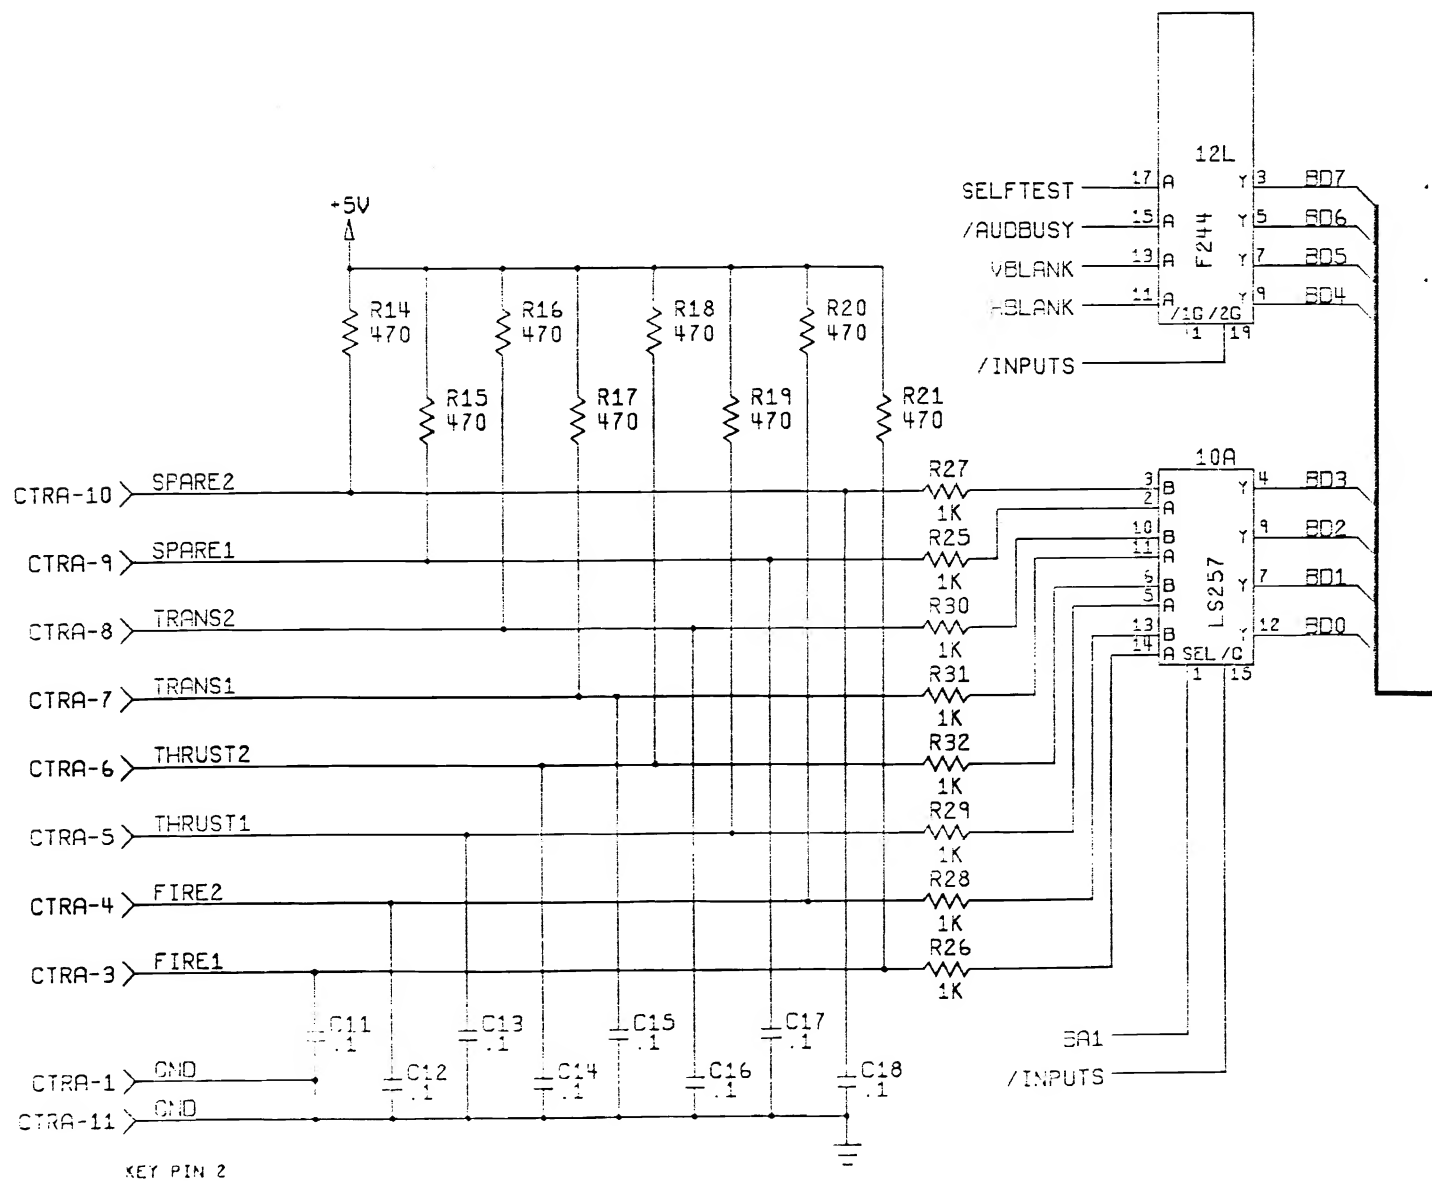 12L
SELFTEST 17 A Y 3 BD7
+5V
/AUDBUSY 15 A Y 5 BD6
F244
VBLANK 13 A Y 7 BD5
HBLANK 11 A Y 9 BD4
/1G /2G
1 19
/INPUTS
R14 470
R16 470
R18 470
R20 470
R15 470
R17 470
R19 470
R21 470
CTRA-10 SPARE2 R27 1K
CTRA-9 SPARE1 R25 1K
CTRA-8 TRANS2 R30 1K
CTRA-7 TRANS1 R31 1K
CTRA-6 THRUST2 R32 1K
CTRA-5 THRUST1 R29 1K
CTRA-4 FIRE2 R28 1K
CTRA-3 FIRE1 R26 1K
10A
3 B Y 4 BD3
2 A
10 B Y 9 BD2
11 A
LS257
6 B Y 7 BD1
5 A
13 B Y 12 BD0
14 A SEL /G
1 15
C11 .1
C13 .1
C15 .1
C17 .1
BA1
C12 .1
C14 .1
C16 .1
C18 .1
/INPUTS
CTRA-1 GND
CTRA-11 GND
KEY PIN 2